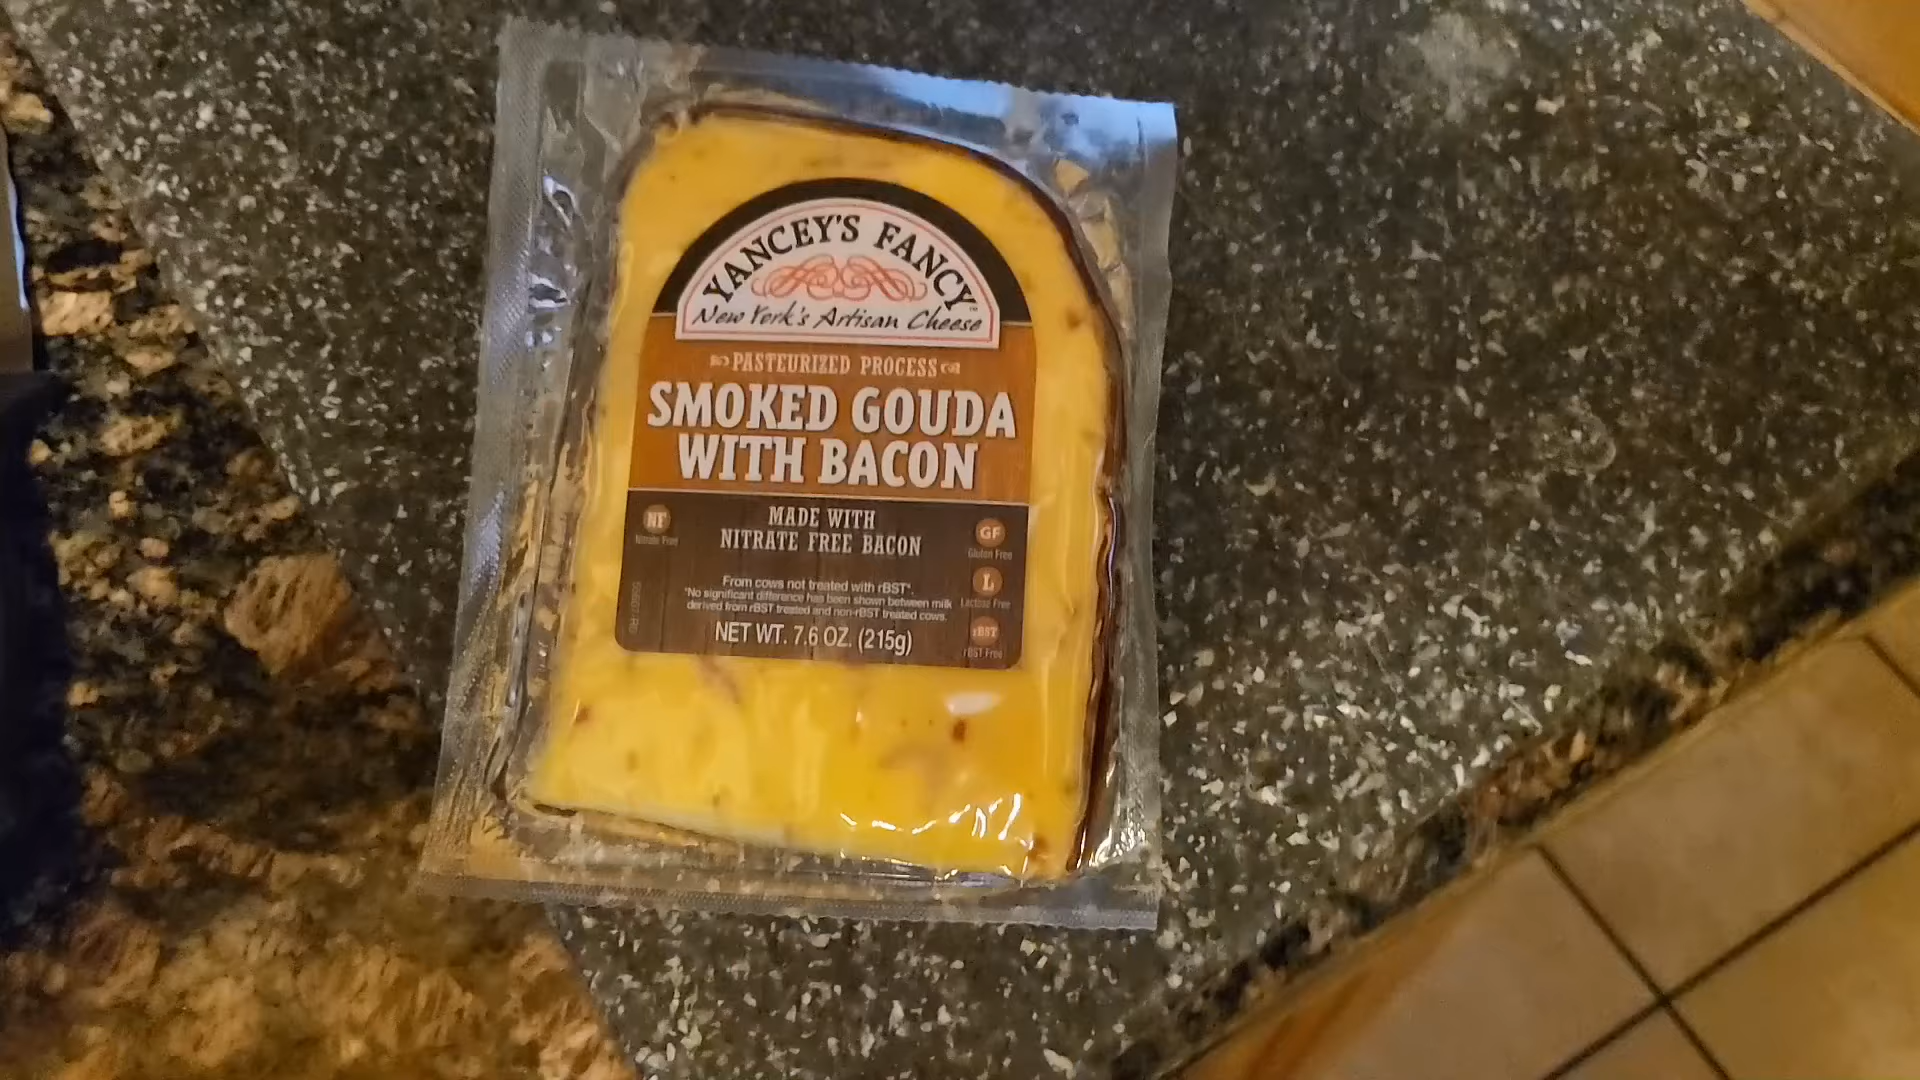 YANCEY'S FANCY™
New York's Artisan Cheese
PASTEURIZED PROCESS
SMOKED GOUDA
WITH BACON
MADE WITH
NITRATE FREE BACON
NF
Nitrate Free
GF
Gluten Free
L
Lactose Free
rBST
rBST Free
From cows not treated with rBST*.
*No significant difference has been shown between milk
derived from rBST treated and non-rBST treated cows.
NET WT. 7.6 OZ. (215g)